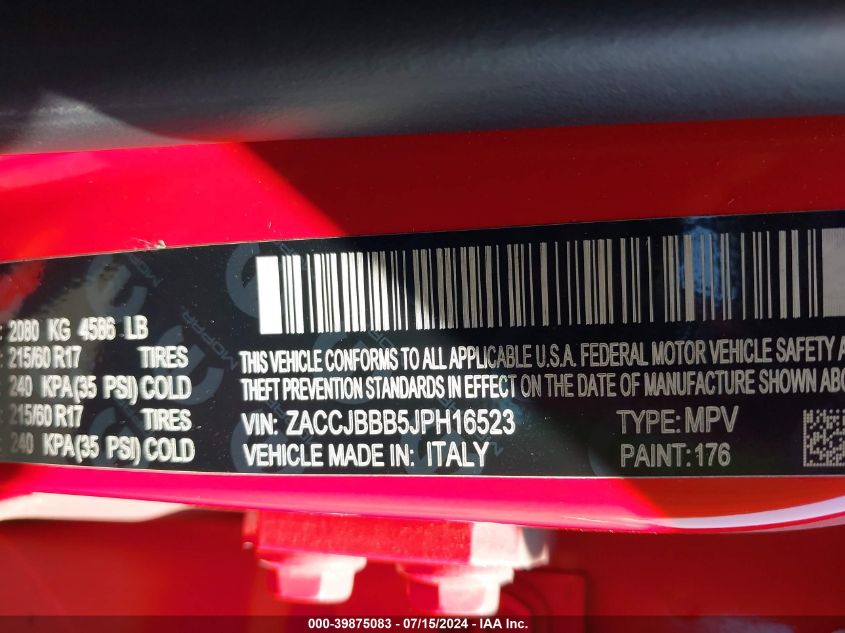 : 2080 KG 4586 LB
: 215/60 R17 TIRES
: 240 KPA(35 PSI) COLD
: 215/60 R17 TIRES
: 240 KPA(35 PSI) COLD
MOPAR
MOPAR
THIS VEHICLE CONFORMS TO ALL APPLICABLE U.S.A. FEDERAL MOTOR VEHICLE SAFETY A
THEFT PREVENTION STANDARDS IN EFFECT ON THE DATE OF MANUFACTURE SHOWN ABO
VIN: ZACCJBBB5JPH16523 TYPE: MPV
VEHICLE MADE IN: ITALY PAINT: 176
000-39875083 - 07/15/2024 - IAA Inc.